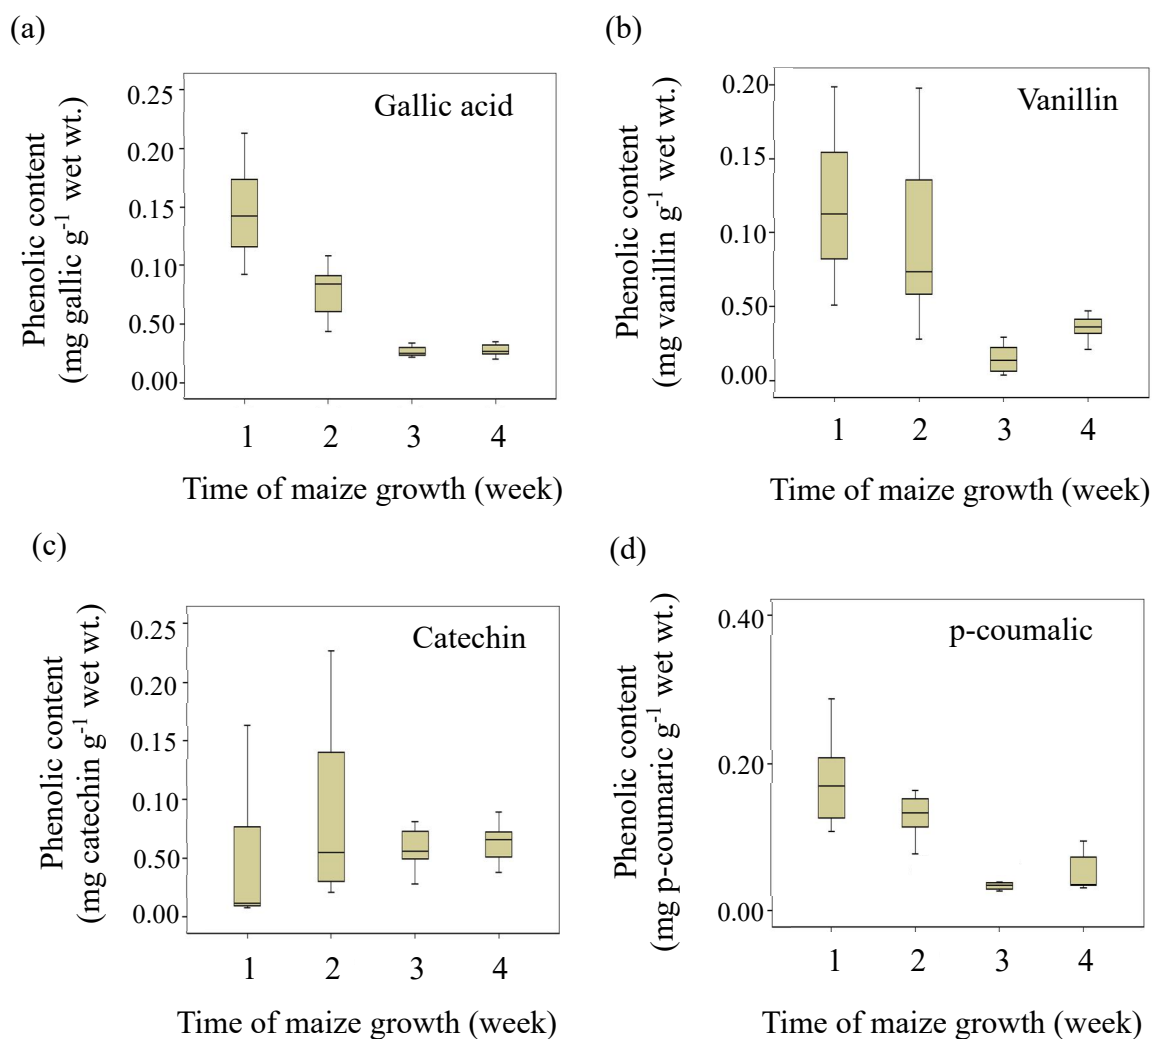 (a)
Gallic acid
Phenolic content
(mg gallic g-1 wet wt.)
0.25
0.20
0.15
0.10
0.50
0.00
1 2 3 4
Time of maize growth (week)
(b)
Vanillin
Phenolic content
(mg vanillin g-1 wet wt.)
0.20
0.15
0.10
0.50
0.00
1 2 3 4
Time of maize growth (week)
(c)
Catechin
Phenolic content
(mg catechin g-1 wet wt.)
0.25
0.20
0.15
0.10
0.50
0.00
1 2 3 4
Time of maize growth (week)
(d)
p-coumalic
Phenolic content
(mg p-coumaric g-1 wet wt.)
0.40
0.20
0.00
1 2 3 4
Time of maize growth (week)